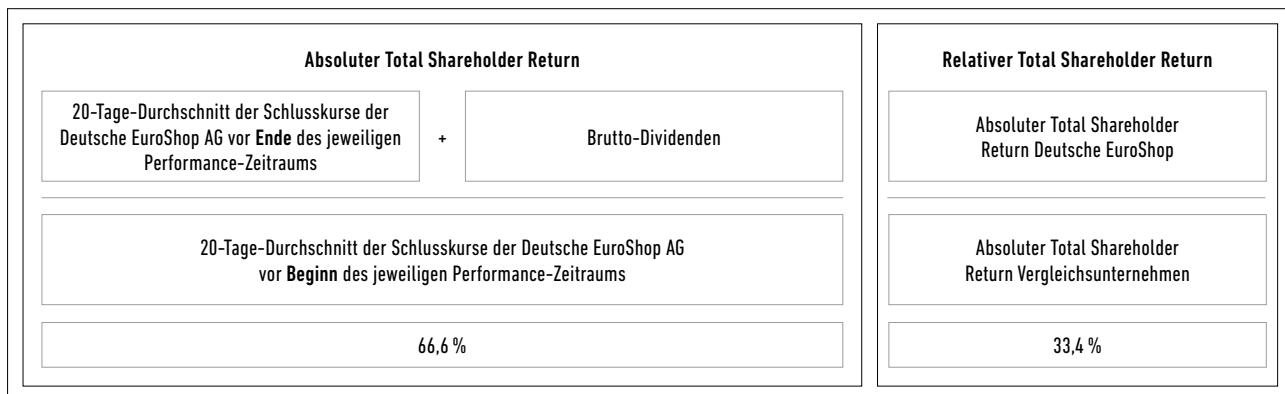 Absoluter Total Shareholder Return
20-Tage-Durchschnitt der Schlusskurse der
Deutsche EuroShop AG vor Ende des jeweiligen
Performance-Zeitraums
+
Brutto-Dividenden
20-Tage-Durchschnitt der Schlusskurse der Deutsche EuroShop AG
vor Beginn des jeweiligen Performance-Zeitraums
66,6 %
Relativer Total Shareholder Return
Absoluter Total Shareholder
Return Deutsche EuroShop
Absoluter Total Shareholder
Return Vergleichsunternehmen
33,4 %